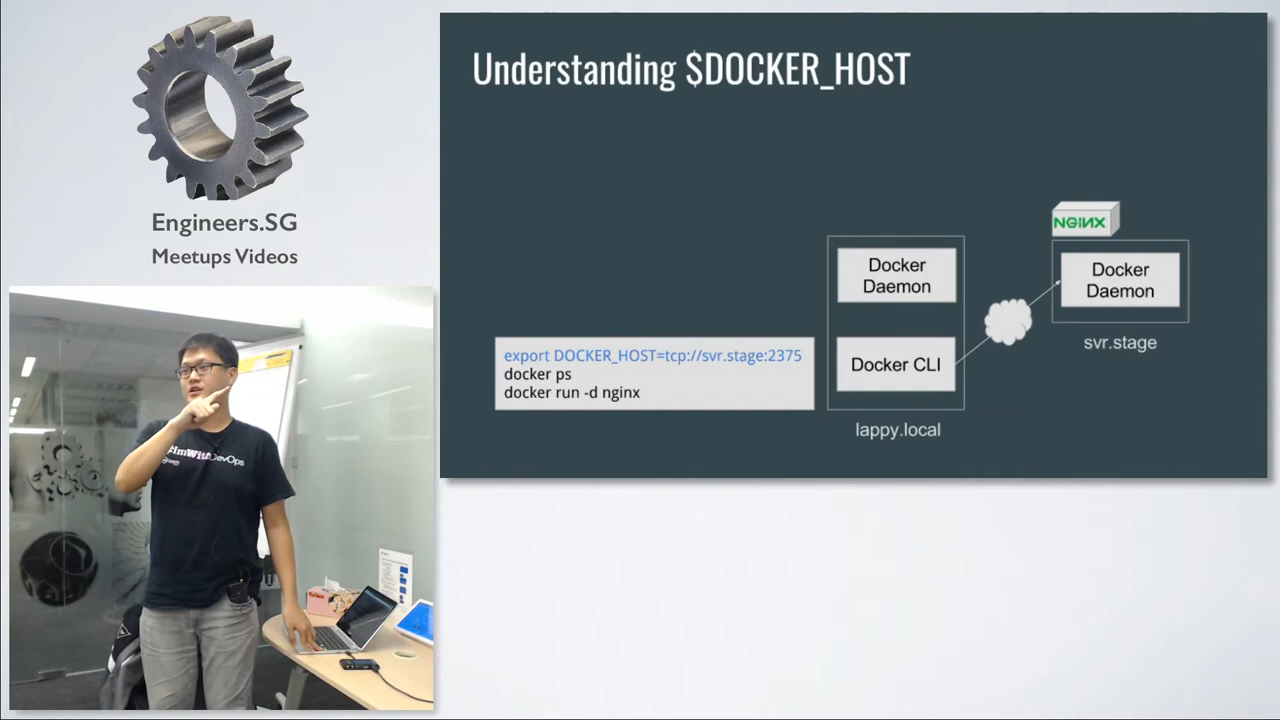 Engineers.SG
Meetups Videos
#ImWithDevOps
Understanding $DOCKER_HOST
export DOCKER_HOST=tcp://svr.stage:2375
docker ps
docker run -d nginx
Docker
Daemon
Docker CLI
lappy.local
NGINX
Docker
Daemon
svr.stage